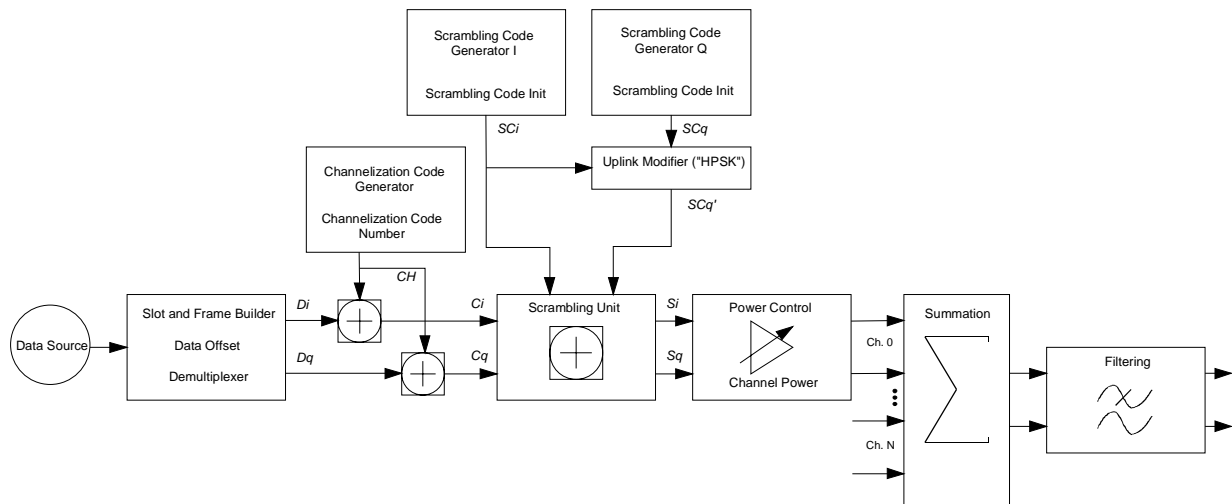 Scrambling Code
Generator I
Scrambling Code Init
Scrambling Code
Generator Q
Scrambling Code Init
SCi
SCq
Uplink Modifier ("HPSK")
SCq'
Channelization Code
Generator
Channelization Code
Number
CH
Data Source
Slot and Frame Builder
Data Offset
Demultiplexer
Di
Dq
Ci
Cq
Scrambling Unit
Si
Sq
Power Control
Channel Power
Ch. 0
Ch. N
Summation
Filtering